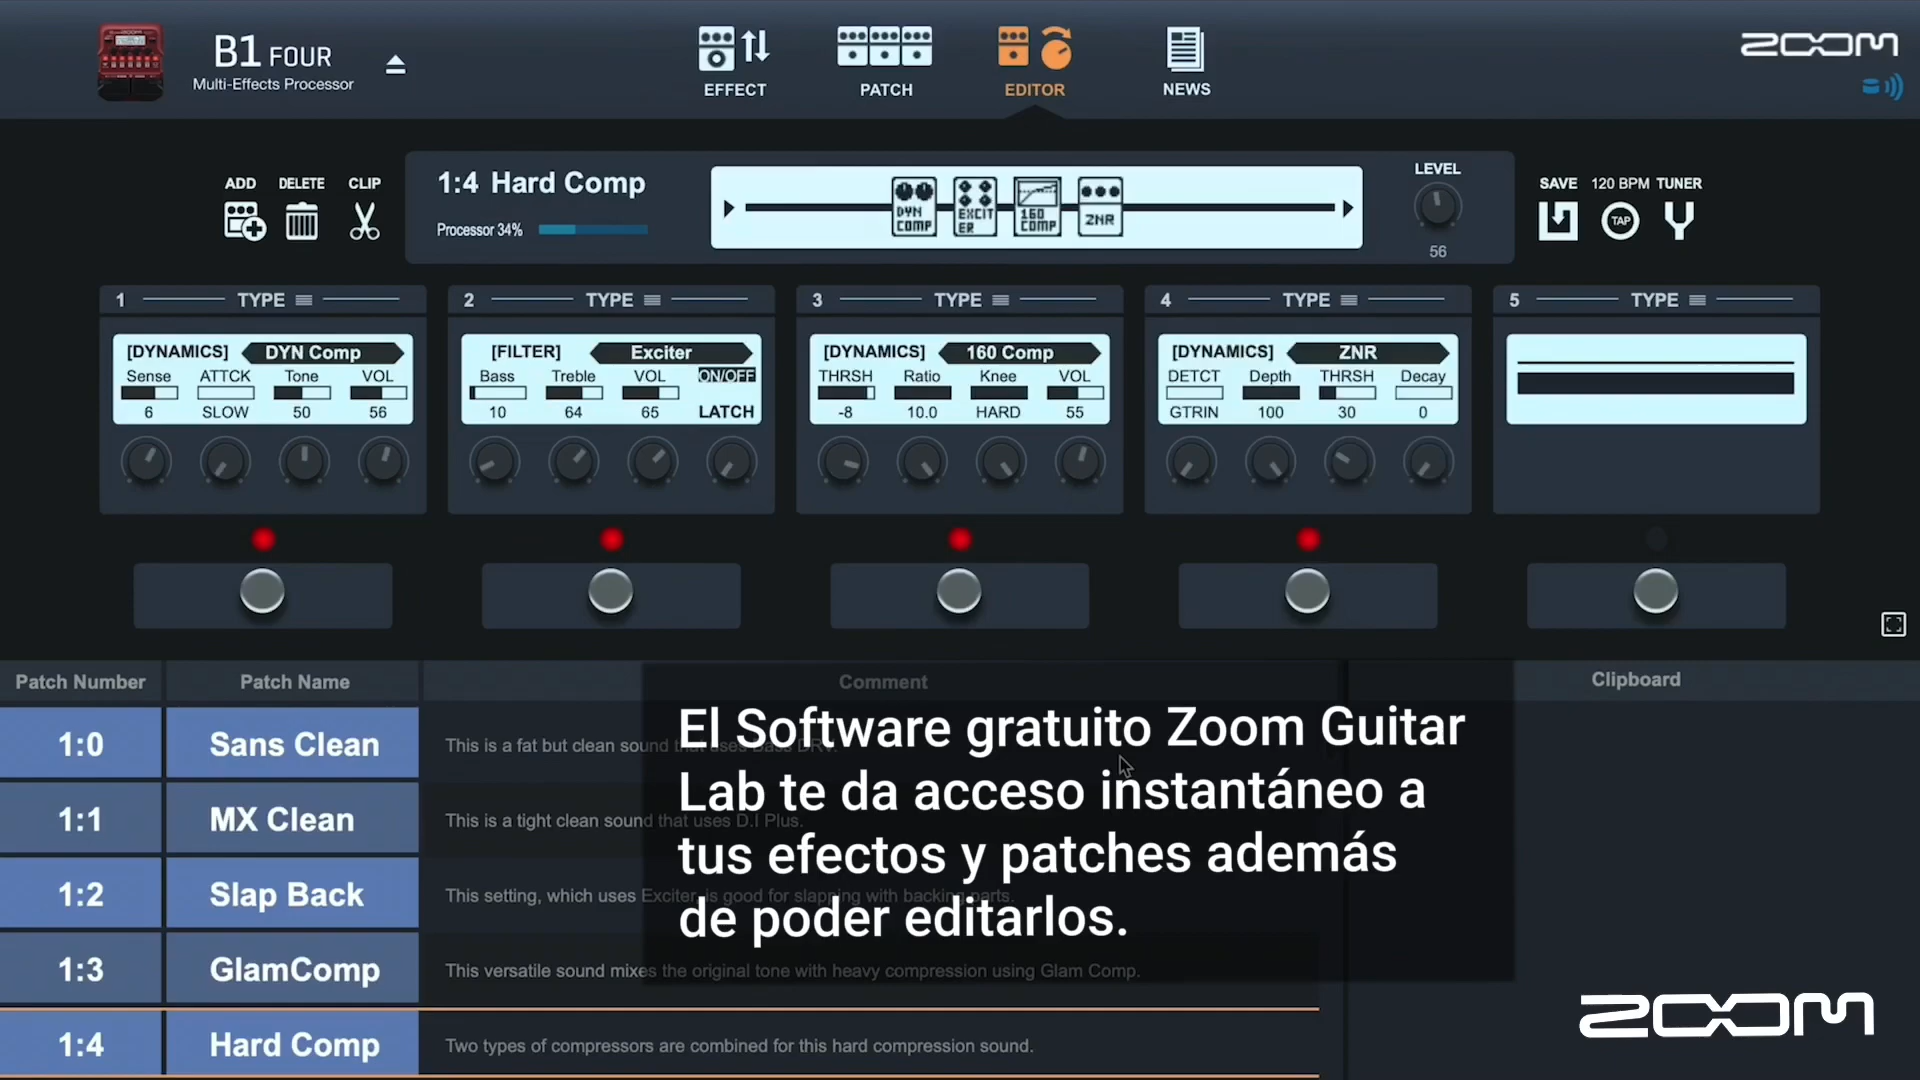 B1 FOUR
Multi-Effects Processor
EFFECT
PATCH
EDITOR
NEWS
ZOOM
ADD
DELETE
CLIP
1:4 Hard Comp
Processor 34%
DYN COMP
EXCIT ER
160 COMP
ZNR
LEVEL
56
SAVE
120 BPM
TAP
TUNER
1 TYPE
[DYNAMICS] DYN Comp
Sense ATTCK Tone VOL
6 SLOW 50 56
2 TYPE
[FILTER] Exciter
Bass Treble VOL ON/OFF
10 64 65 LATCH
3 TYPE
[DYNAMICS] 160 Comp
THRSH Ratio Knee VOL
-8 10.0 HARD 55
4 TYPE
[DYNAMICS] ZNR
DETCT Depth THRSH Decay
GTRIN 100 30 0
5 TYPE
Patch Number Patch Name Comment Clipboard
1:0 Sans Clean This is a fat but clean sound that uses Bass DRV.
1:1 MX Clean This is a tight clean sound that uses D.I Plus.
1:2 Slap Back This setting, which uses Exciter, is good for slapping with backing parts.
1:3 GlamComp This versatile sound mixes the original tone with heavy compression using Glam Comp.
1:4 Hard Comp Two types of compressors are combined for this hard compression sound.
El Software gratuito Zoom Guitar
Lab te da acceso instantáneo a
tus efectos y patches además
de poder editarlos.
ZOOM